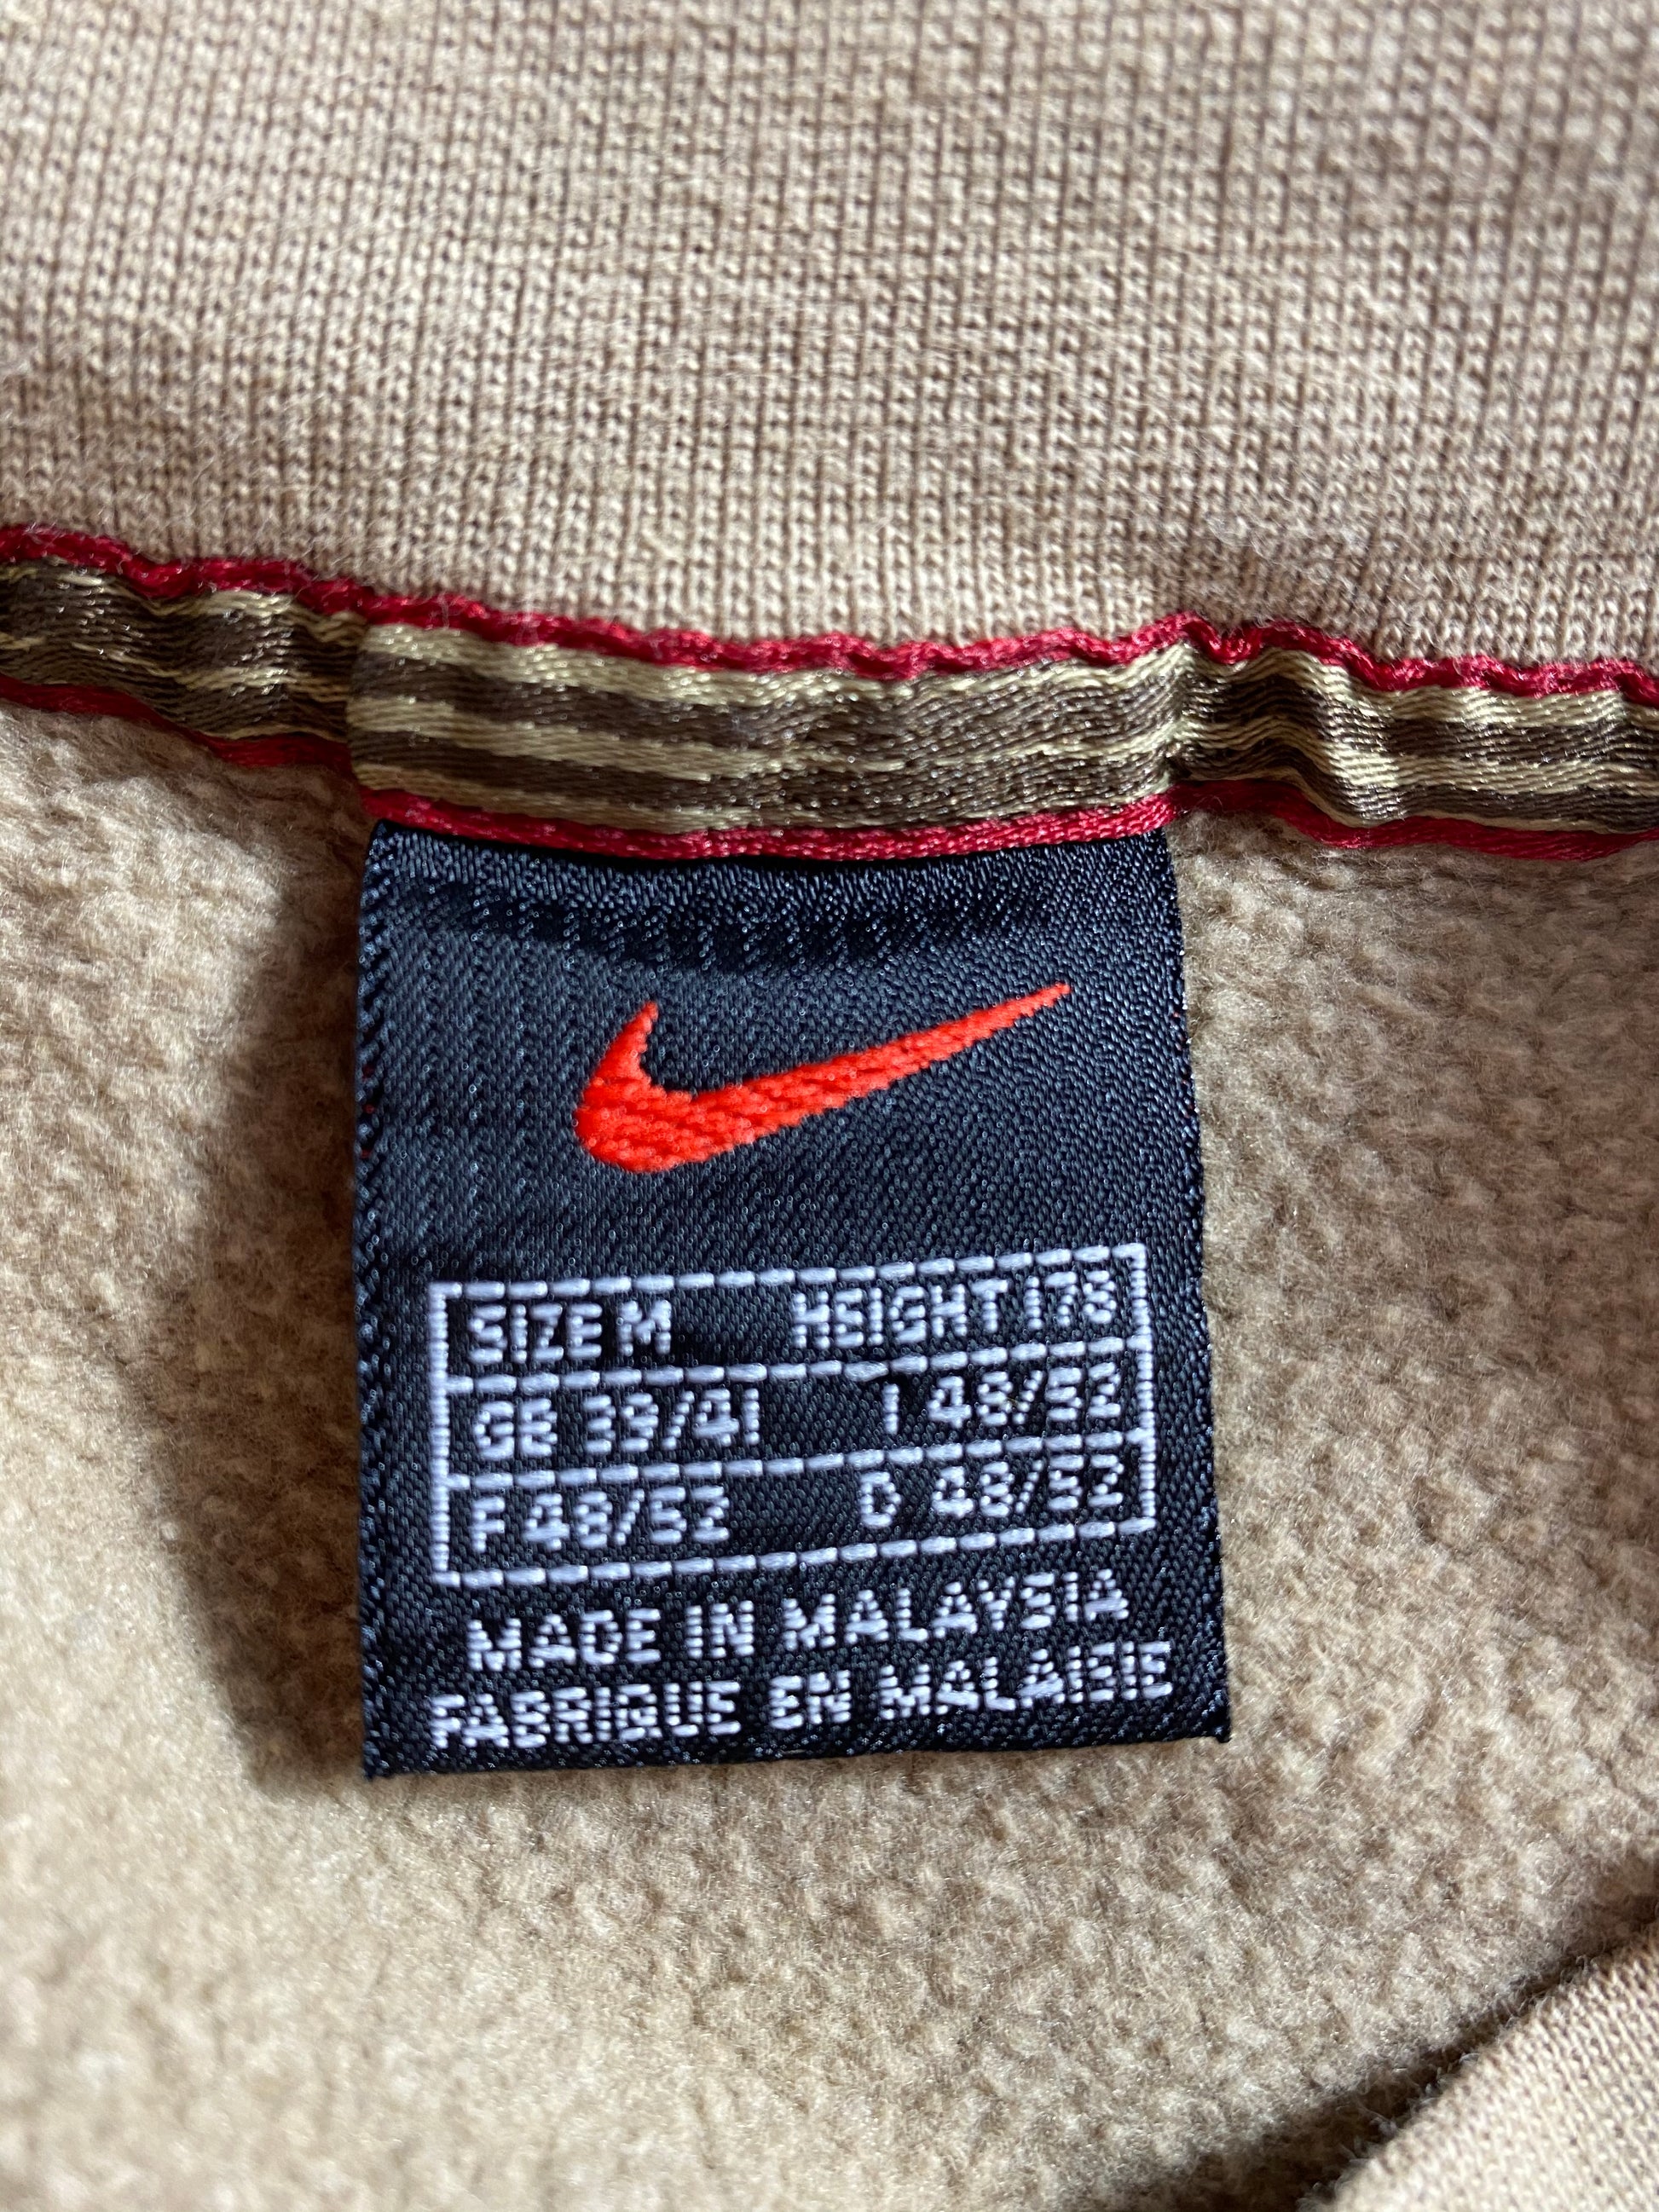 SIZE M HEIGHT 178
GB 39/41 I 48/52
F 48/52 D 48/52
MADE IN MALAYSIA
FABRIQUE EN MALAISIE